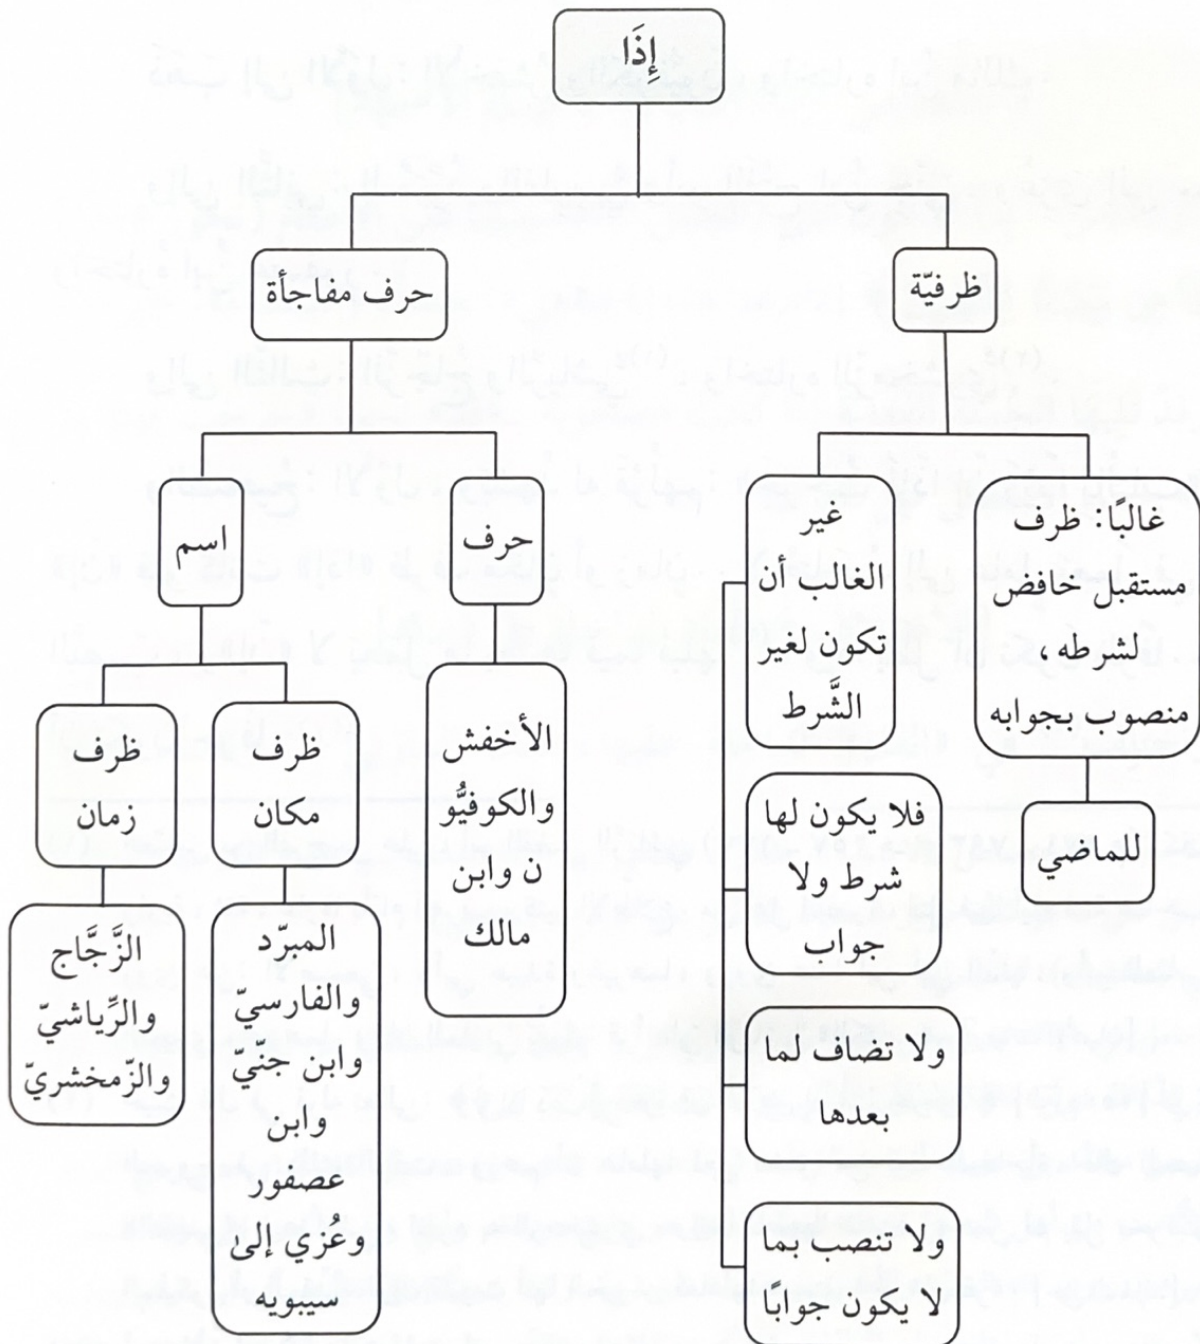 إِذَا
ظرفيّة
حرف مفاجأة
غالبًا: ظرف
مستقبل خافض
لشرطه ،
منصوب بجوابه
للماضي
غير
الغالب أن
تكون لغير
الشَّرط
فلا يكون لها
شرط ولا
جواب
ولا تضاف لما
بعدها
ولا تنصب بما
لا يكون جوابًا
حرف
الأخفش
والكوفيُّو
ن وابن
مالك
اسم
ظرف
مكان
المبرّد
والفارسيّ
وابن جنّيّ
وابن
عصفور
وعُزي إلىٰ
سيبويه
ظرف
زمان
الزَّجَّاج
والرِّياشيّ
والزّمخشريّ